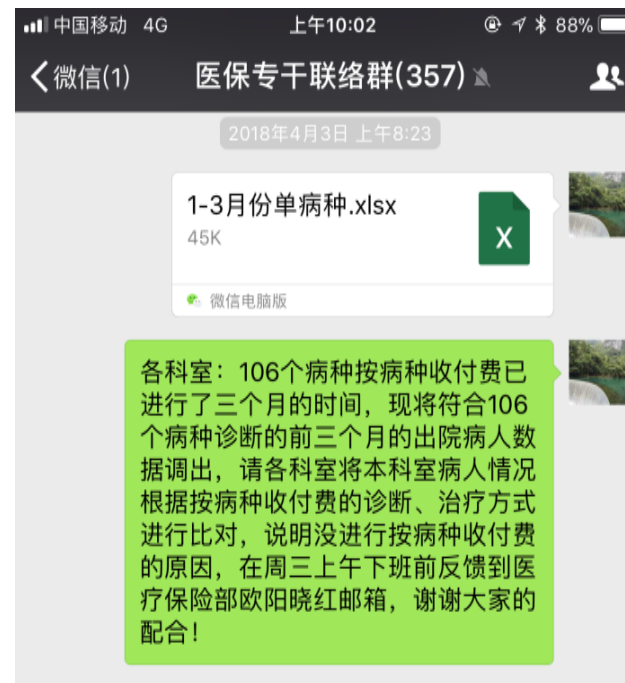 中国移动 4G 上午10:02 88%
微信(1) 医保专干联络群(357)
2018年4月3日 上午8:23
1-3月份单病种.xlsx
45K
X
微信电脑版
各科室：106个病种按病种收付费已
进行了三个月的时间，现将符合106
个病种诊断的前三个月的出院病人数
据调出，请各科室将本科室病人情况
根据按病种收付费的诊断、治疗方式
进行比对，说明没进行按病种收付费
的原因，在周三上午下班前反馈到医
疗保险部欧阳晓红邮箱，谢谢大家的
配合！